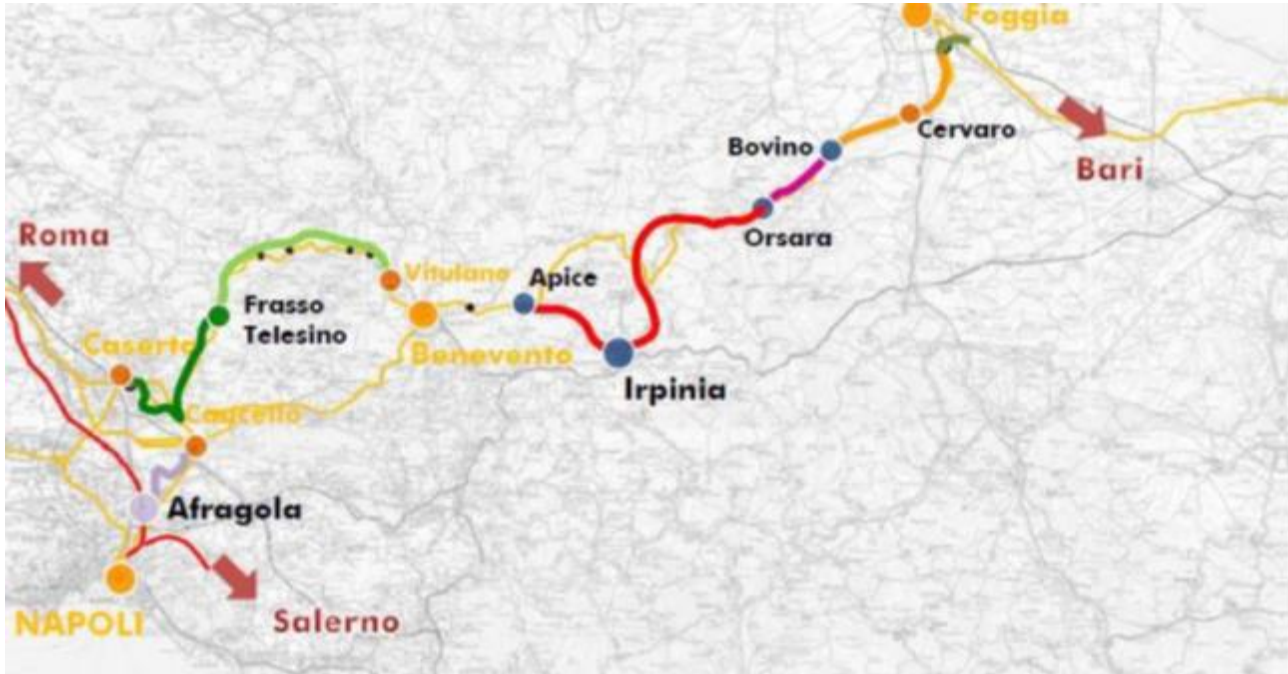 Foggia
Cervaro
Bovino
Bari
Orsara
Roma
Vitulano
Apice
Frasso
Telesino
Caserta
Benevento
Irpinia
Cancello
Afragola
Salerno
NAPOLI